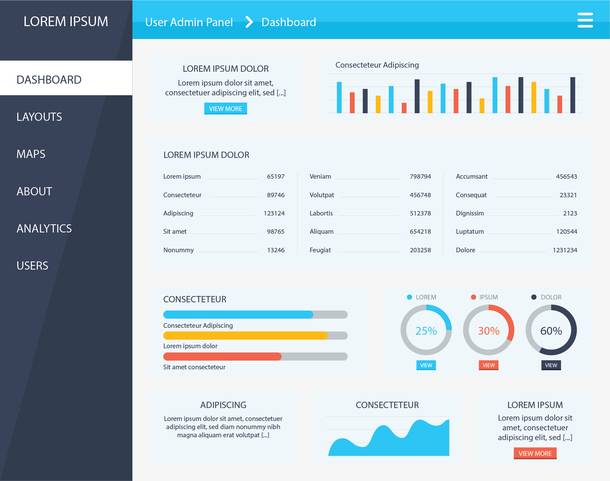 LOREM IPSUM
User Admin Panel
Dashboard
DASHBOARD
LAYOUTS
MAPS
ABOUT
ANALYTICS
USERS
LOREM IPSUM DOLOR
Lorem ipsum dolor sit amet,
consectetuer adipiscing elit, sed [...]
VIEW MORE
Consecteteur Adipiscing
LOREM IPSUM DOLOR
Lorem ipsum 65197 Veniam 798794 Accumsant 456543
Consecteteur 89746 Volutpat 456748 Consequat 23321
Adipiscing 123124 Labortis 512378 Dignissim 2123
Sit amet 98765 Aliquam 654218 Luptatum 120544
Nonummy 13246 Feugiat 203258 Dolore 1231234
CONSECTETEUR
Consecteteur Adipiscing
Lorem ipsum dolor
Sit amet consecteteur
LOREM IPSUM DOLOR
25% 30% 60%
VIEW VIEW VIEW
ADIPISCING
Lorem ipsum dolor sit amet, consectetuer
adipiscing elit, sed diam nonummy nibh
euismod tincidunt [...]
CONSECTETEUR
LOREM IPSUM
Lorem ipsum dolor
sit amet, consectetuer
adipiscing elit, sed [...]
VIEW MORE